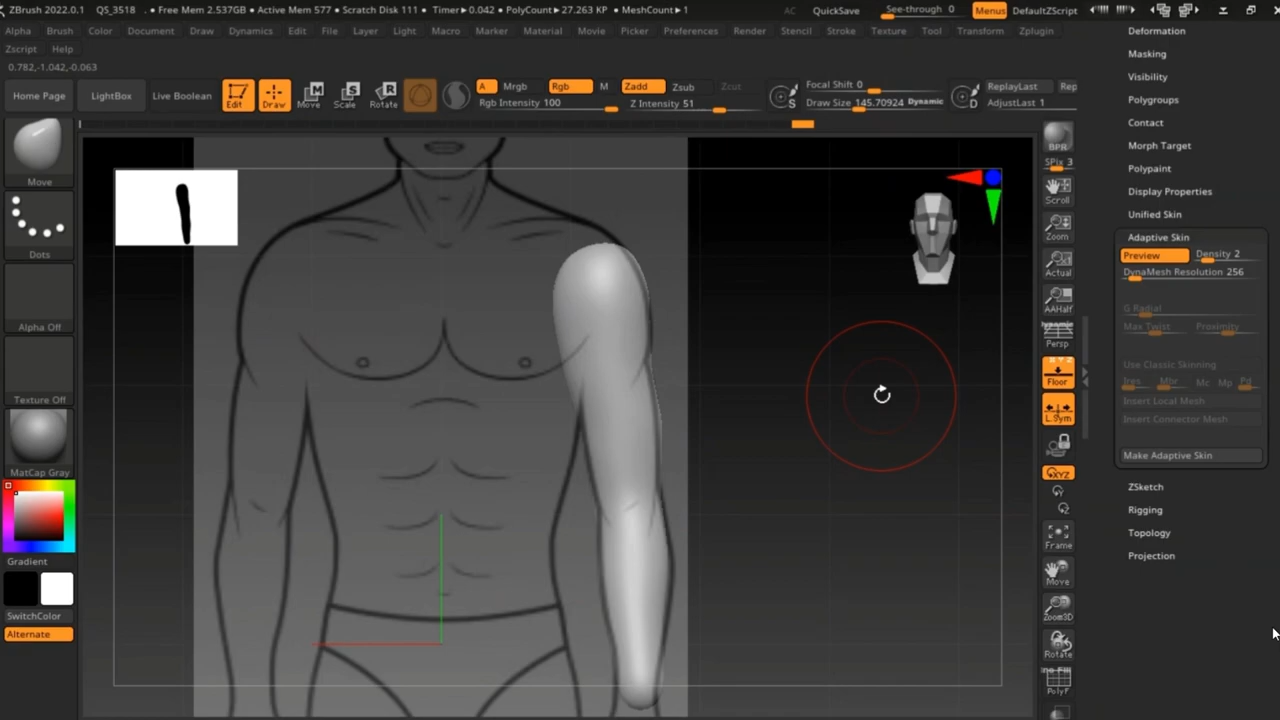 ZBrush 2022.0.1 QS_3518 . • Free Mem 2.537GB • Active Mem 577 • Scratch Disk 111 • Timer▶0.042 • PolyCount▶27.263 KP • MeshCount▶1 AC QuickSave See-through 0 Menus DefaultZScript
Alpha Brush Color Document Draw Dynamics Edit File Layer Light Macro Marker Material Movie Picker Preferences Render Stencil Stroke Texture Tool Transform Zplugin
Zscript Help
0.782,-1.042,-0.063
Home Page LightBox Live Boolean Edit Draw Move Scale Rotate
A Mrgb Rgb M Zadd Zsub Zcut
Rgb Intensity 100 Z Intensity 51
S Focal Shift 0
Draw Size 145.70924 Dynamic
D ReplayLast Rep
AdjustLast 1
Move
Dots
Alpha Off
Texture Off
MatCap Gray
Gradient
SwitchColor
Alternate
BPR
SPix 3
Scroll
Zoom
Actual
AAHalf
Dynamic
Persp
Floor
L.Sym
XYZ
Y
Z
Frame
Move
Zoom3D
Rotate
PolyF
Deformation
Masking
Visibility
Polygroups
Contact
Morph Target
Polypaint
Display Properties
Unified Skin
Adaptive Skin
Preview Density 2
DynaMesh Resolution 256
G Radial
Max Twist Proximity
Use Classic Skinning
Ires Mbr Mc Mp Pd
Insert Local Mesh
Insert Connector Mesh
Make Adaptive Skin
ZSketch
Rigging
Topology
Projection